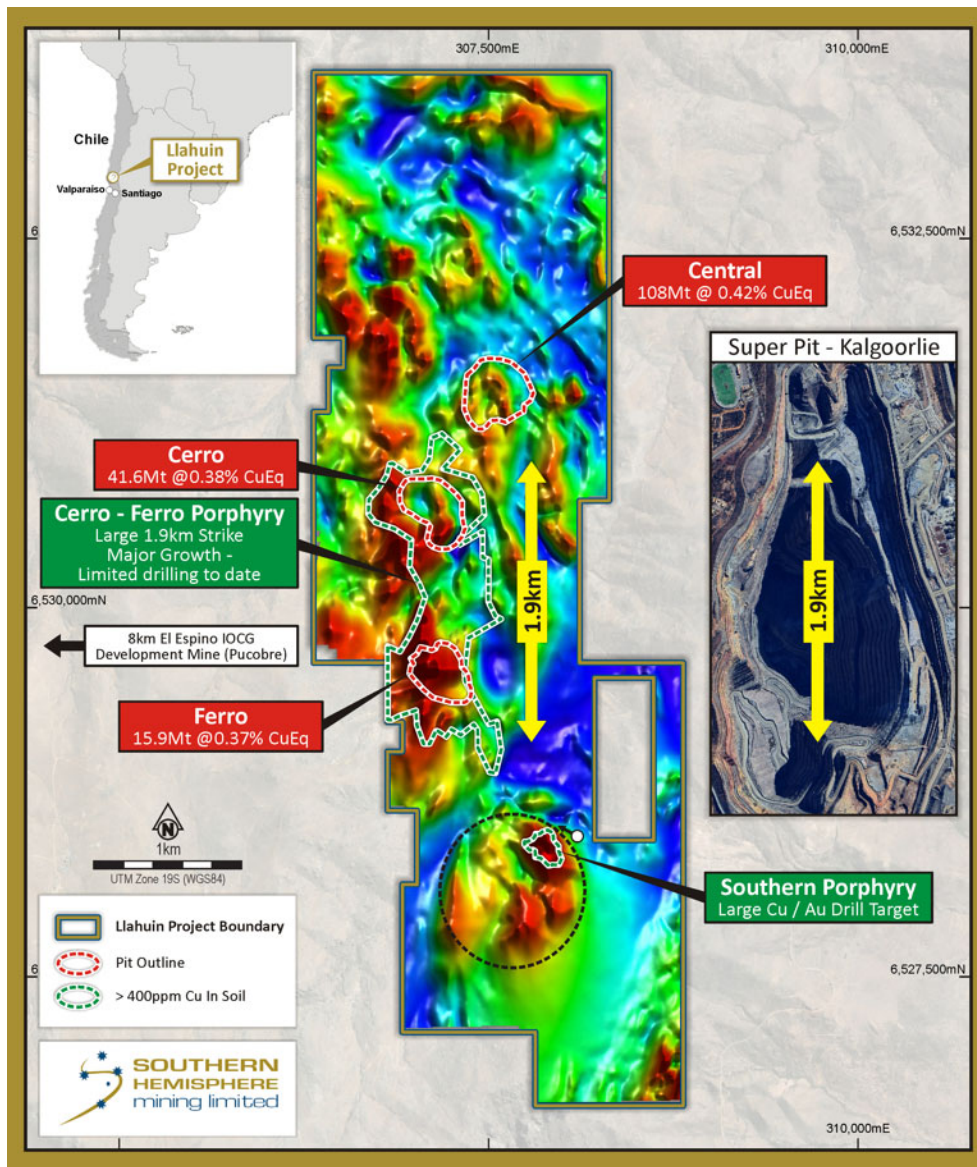 307,500mE
310,000mE
Chile
Llahuin
Project
Valparaiso
Santiago
6,532,500mN
Central
108Mt @ 0.42% CuEq
Super Pit - Kalgoorlie
Cerro
41.6Mt @0.38% CuEq
Cerro - Ferro Porphyry
Large 1.9km Strike
Major Growth -
Limited drilling to date
1.9km
1.9km
6,530,000mN
8km El Espino IOCG
Development Mine (Pucobre)
Ferro
15.9Mt @0.37% CuEq
N
1km
UTM Zone 19S (WGS84)
Southern Porphyry
Large Cu / Au Drill Target
Llahuin Project Boundary
Pit Outline
> 400ppm Cu In Soil
6,527,500mN
SOUTHERN
HEMISPHERE
mining limited
310,000mE